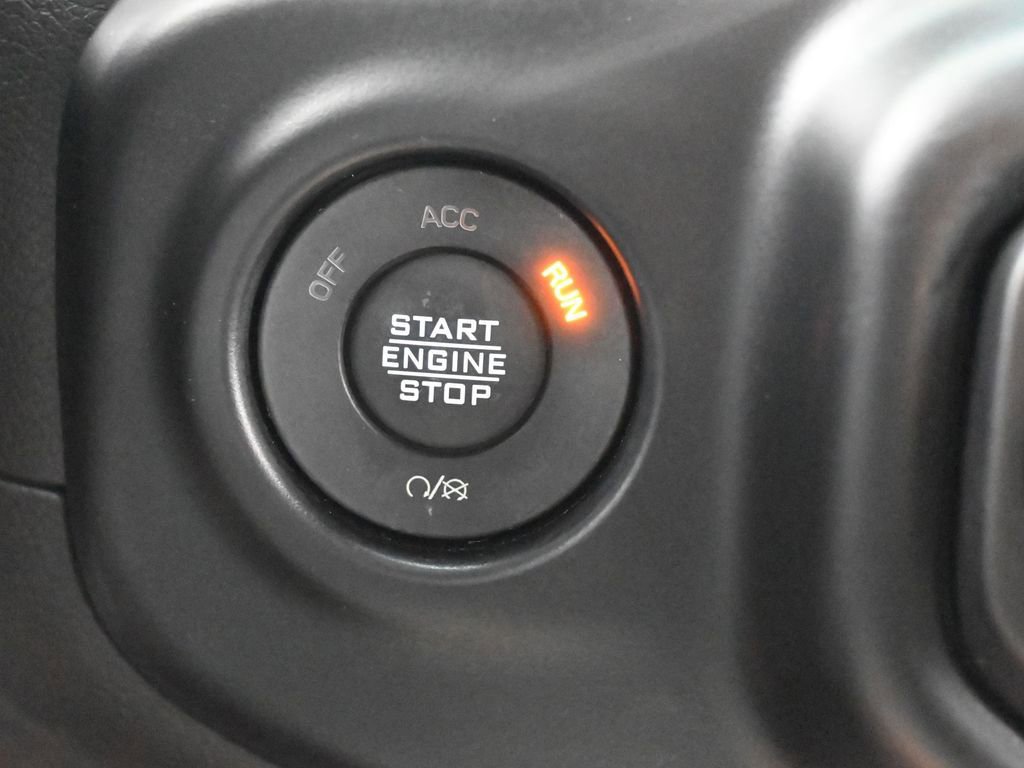 OFF
ACC
RUN
START
ENGINE
STOP